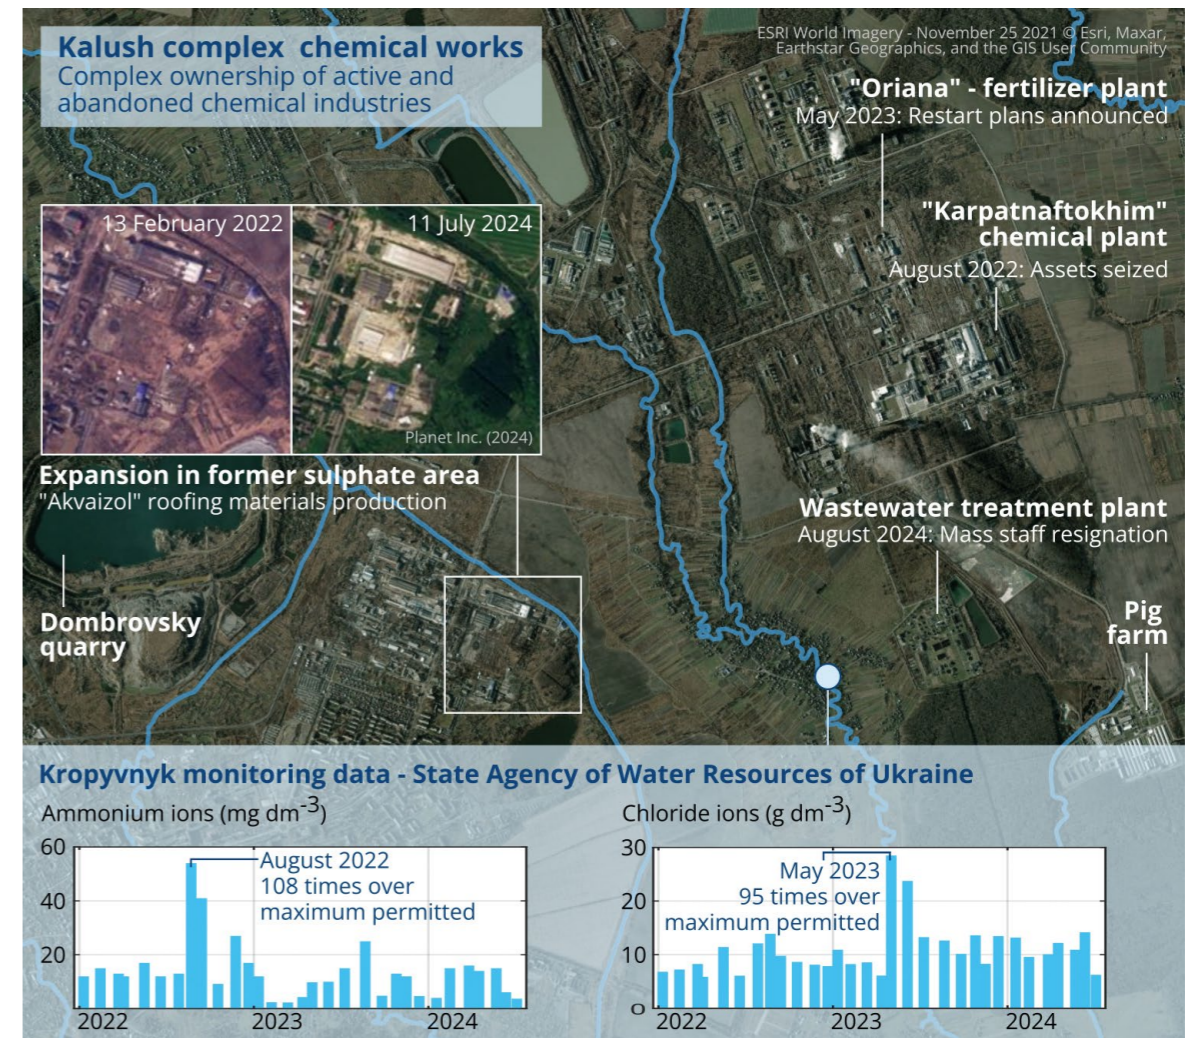 Kalush complex chemical works
Complex ownership of active and
abandoned chemical industries
ESRI World Imagery - November 25 2021 © Esri, Maxar,
Earthstar Geographics, and the GIS User Community
"Oriana" - fertilizer plant
May 2023: Restart plans announced
"Karpatnaftokhim"
chemical plant
August 2022: Assets seized
13 February 2022
11 July 2024
Planet Inc. (2024)
Expansion in former sulphate area
"Akvaizol" roofing materials production
Dombrovsky
quarry
Wastewater treatment plant
August 2024: Mass staff resignation
Pig
farm
Kropyvnyk monitoring data - State Agency of Water Resources of Ukraine
Ammonium ions (mg dm-3)
60
40
20
August 2022
108 times over
maximum permitted
2022
2023
2024
Chloride ions (g dm-3)
30
20
10
0
May 2023
95 times over
maximum permitted
2022
2023
2024